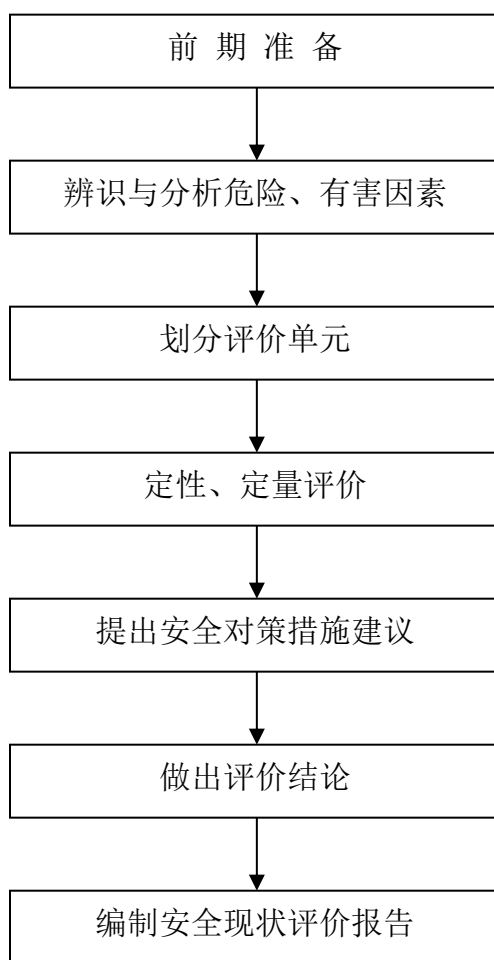 前 期 准 备
辨识与分析危险、有害因素
划分评价单元
定性、定量评价
提出安全对策措施建议
做出评价结论
编制安全现状评价报告